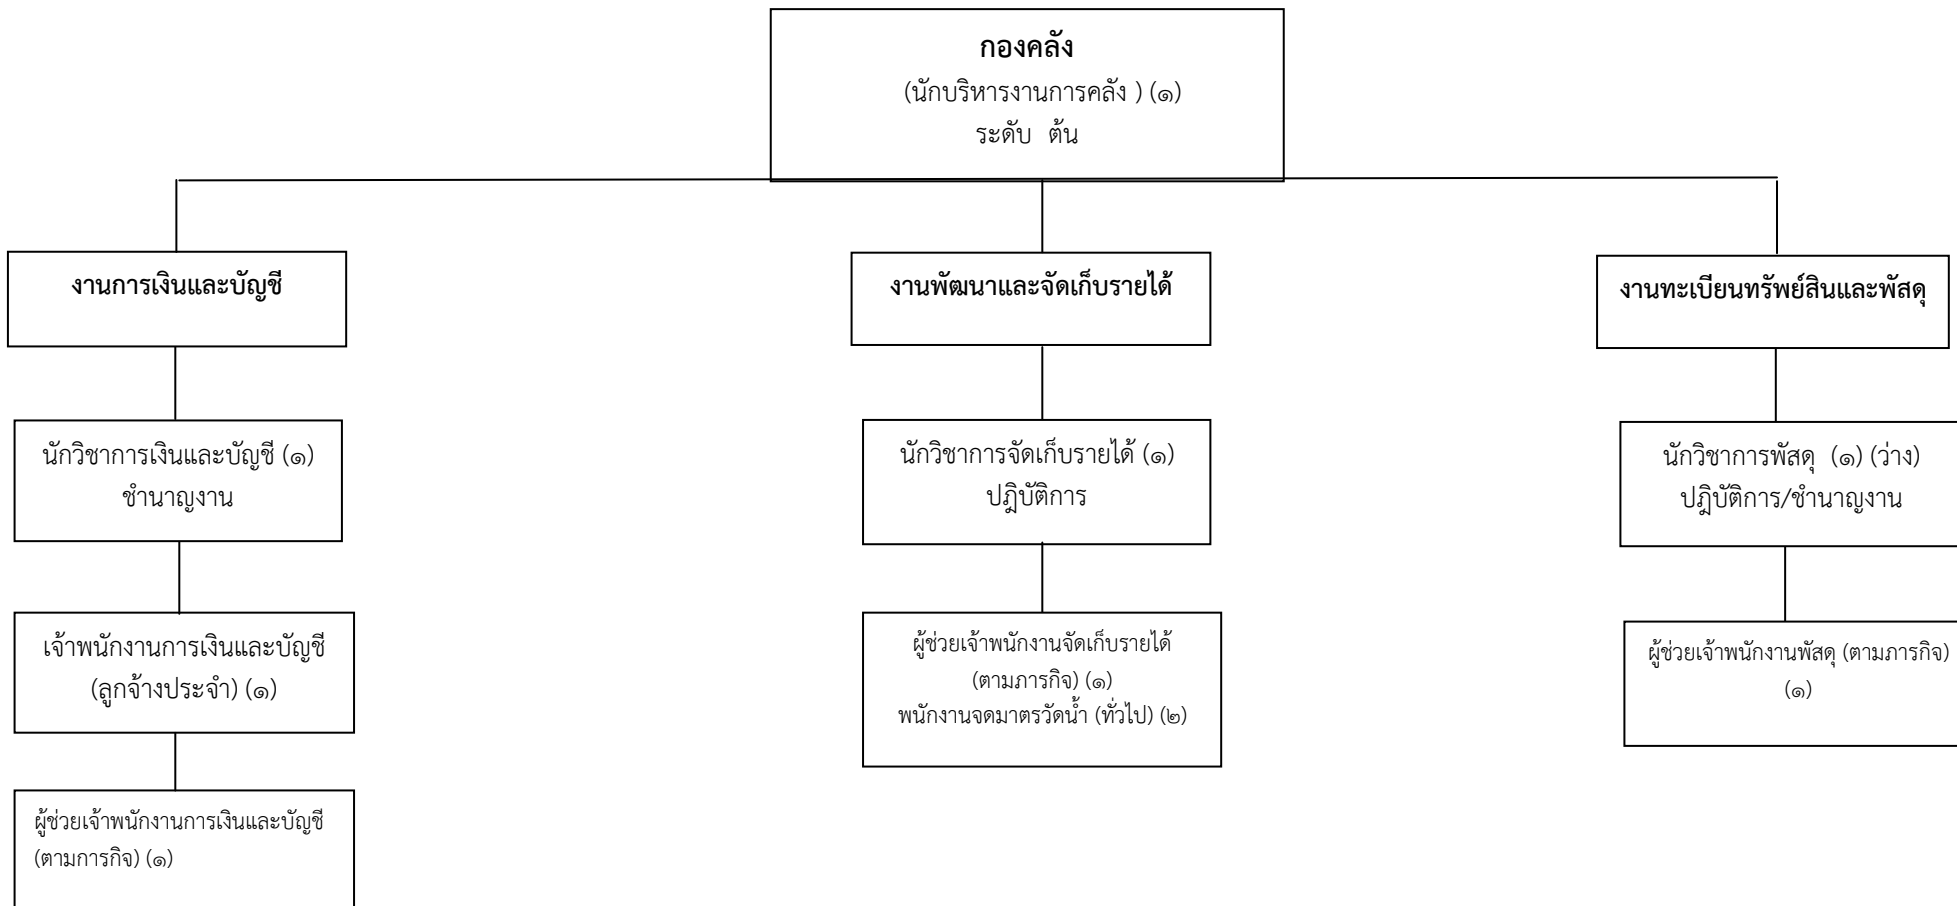 กองคลัง
(นักบริหารงานการคลัง ) (๑)
ระดับ ต้น
งานการเงินและบัญชี
นักวิชาการเงินและบัญชี (๑)
ชำนาญงาน
เจ้าพนักงานการเงินและบัญชี
(ลูกจ้างประจำ) (๑)
ผู้ช่วยเจ้าพนักงานการเงินและบัญชี
(ตามการกิจ) (๑)
งานพัฒนาและจัดเก็บรายได้
นักวิชาการจัดเก็บรายได้ (๑)
ปฎิบัติการ
ผู้ช่วยเจ้าพนักงานจัดเก็บรายได้
(ตามภารกิจ) (๑)
พนักงานจดมาตรวัดน้ำ (ทั่วไป) (๒)
งานทะเบียนทรัพย์สินและพัสดุ
นักวิชาการพัสดุ (๑) (ว่าง)
ปฎิบัติการ/ชำนาญงาน
ผู้ช่วยเจ้าพนักงานพัสดุ (ตามภารกิจ)
(๑)